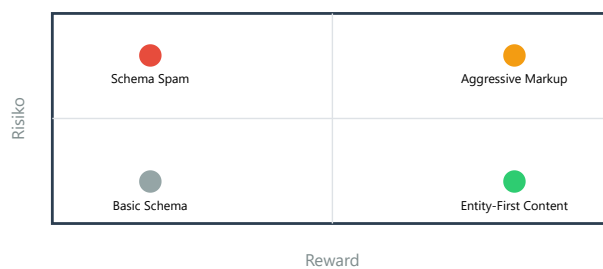 Schema Spam
Aggressive Markup
Risiko
Basic Schema
Entity-First Content
Reward